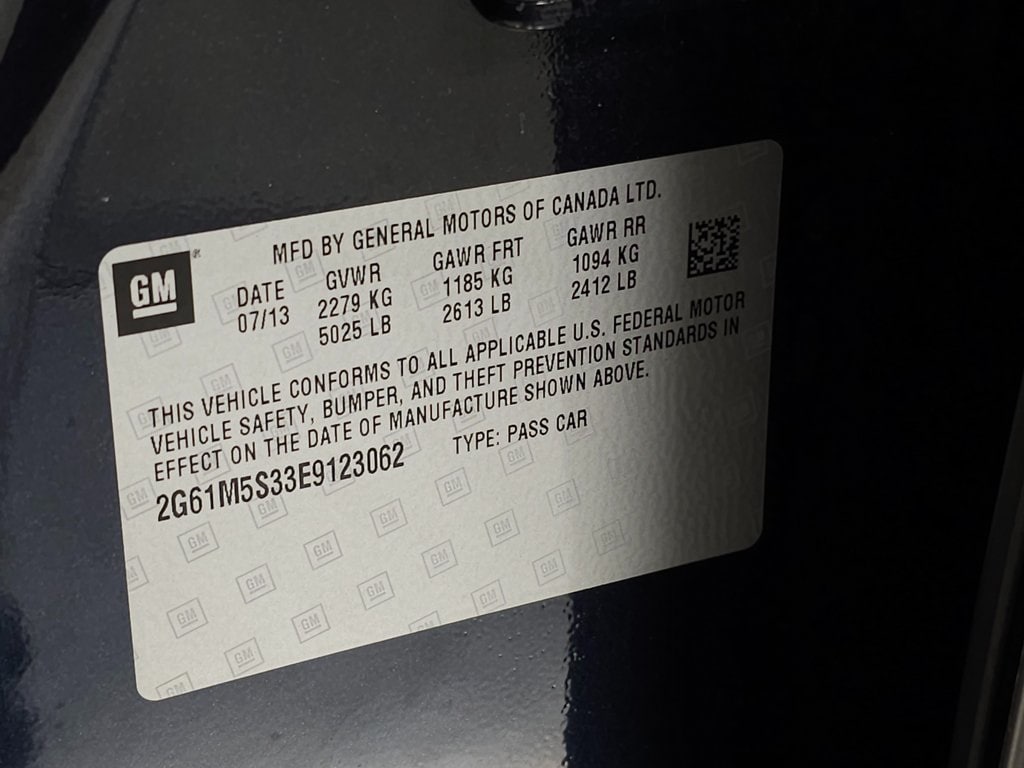 GM
MFD BY GENERAL MOTORS OF CANADA LTD.
DATE GVWR GAWR FRT GAWR RR
07/13 2279 KG 1185 KG 1094 KG
5025 LB 2613 LB 2412 LB
THIS VEHICLE CONFORMS TO ALL APPLICABLE U.S. FEDERAL MOTOR
VEHICLE SAFETY, BUMPER, AND THEFT PREVENTION STANDARDS IN
EFFECT ON THE DATE OF MANUFACTURE SHOWN ABOVE.
2G61M5S33E9123062 TYPE: PASS CAR